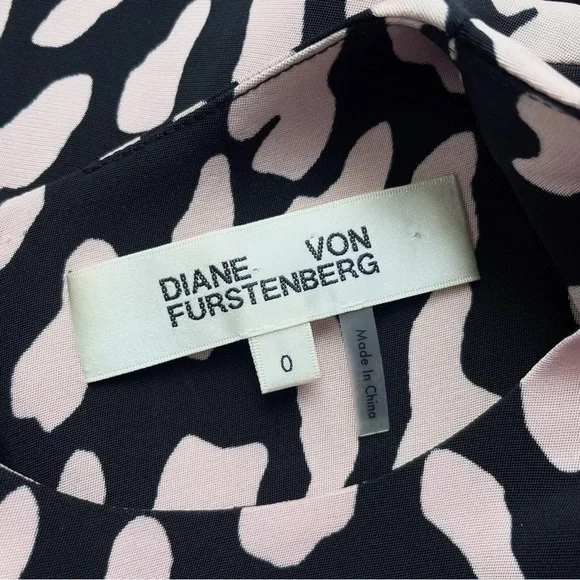 DIANE VON
FURSTENBERG
0
Made In China